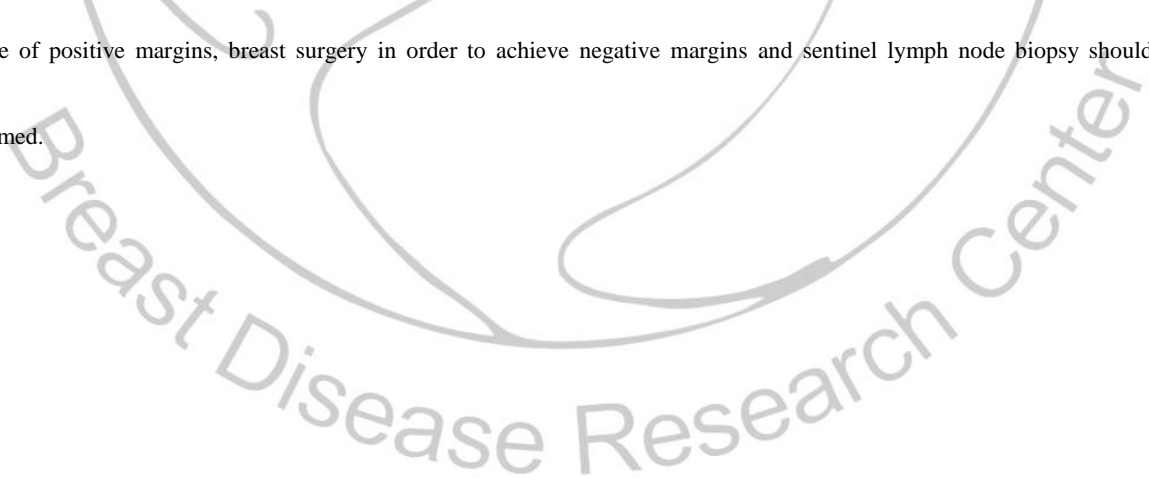 e of positive margins, breast surgery in order to achieve negative margins and sentinel lymph node biopsy should
med.
Breast Disease Research Center